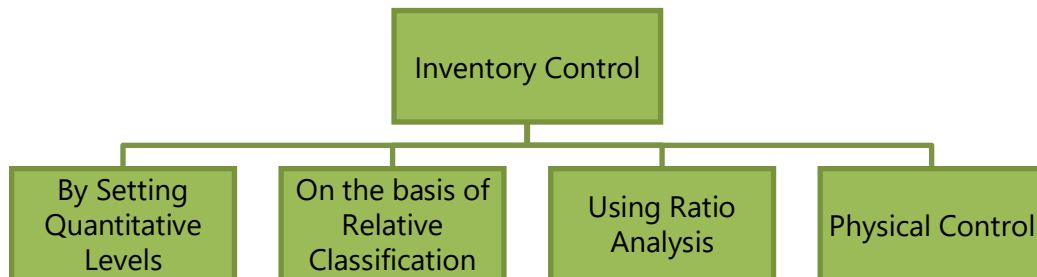 Inventory Control
By Setting
Quantitative
Levels
On the basis of
Relative
Classification
Using Ratio
Analysis
Physical Control